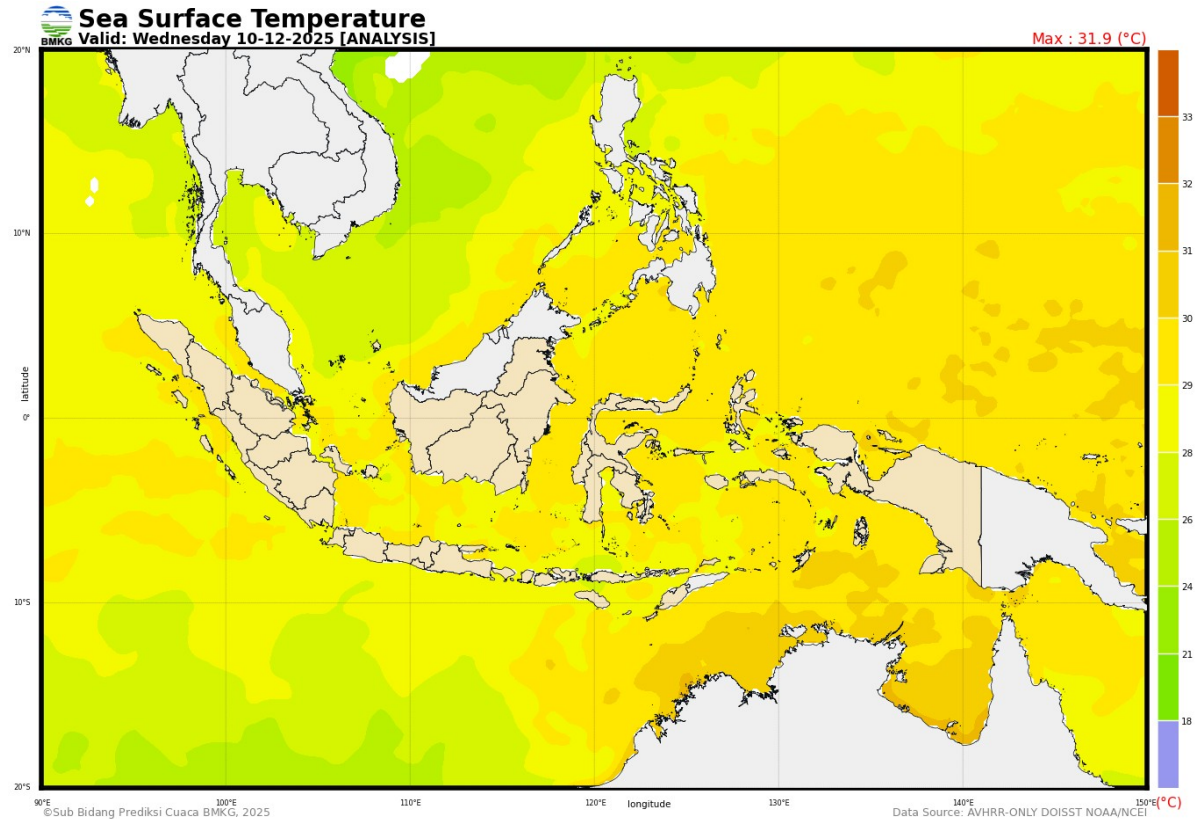 BMKG
Sea Surface Temperature
Valid: Wednesday 10-12-2025 [ANALYSIS]
Max : 31.9 (°C)
20°N
10°N
0°
10°S
20°S
latitude
90°E
100°E
110°E
120°E
longitude
130°E
140°E
150°E
33
32
31
30
29
28
26
24
21
18
(°C)
©Sub Bidang Prediksi Cuaca BMKG, 2025
Data Source: AVHRR-ONLY DOISST NOAA/NCEI